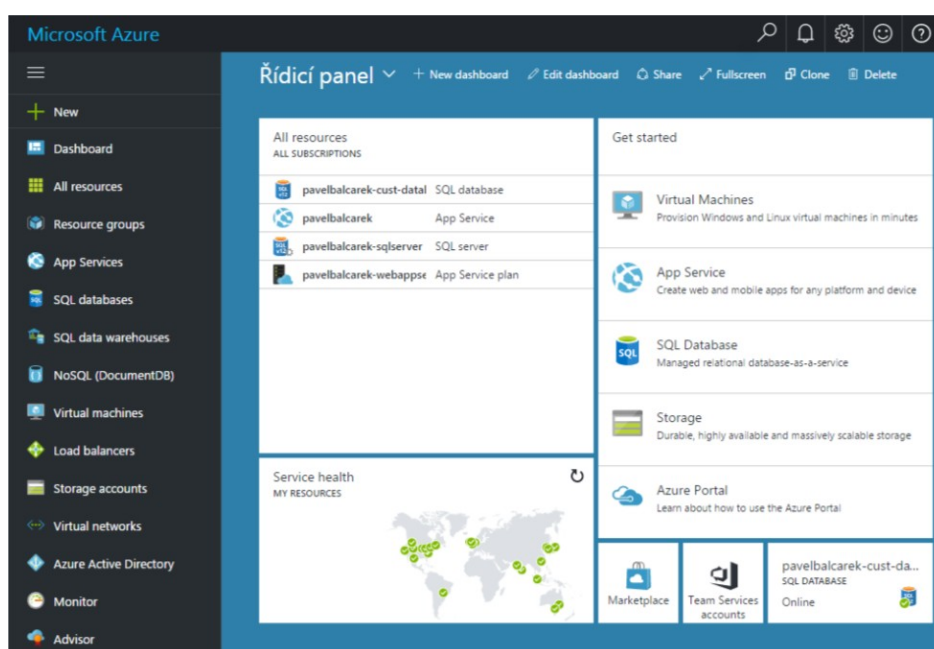 Microsoft Azure
Řídicí panel
+ New dashboard
Edit dashboard
Share
Fullscreen
Clone
Delete
New
Dashboard
All resources
Resource groups
App Services
SQL databases
SQL data warehouses
NoSQL (DocumentDB)
Virtual machines
Load balancers
Storage accounts
Virtual networks
Azure Active Directory
Monitor
Advisor
All resources
ALL SUBSCRIPTIONS
pavelbalcarek-cust-datal SQL database
pavelbalcarek App Service
pavelbalcarek-sqlserver SQL server
pavelbalcarek-webappse App Service plan
Service health
MY RESOURCES
Get started
Virtual Machines
Provision Windows and Linux virtual machines in minutes
App Service
Create web and mobile apps for any platform and device
SQL
SQL Database
Managed relational database-as-a-service
Storage
Durable, highly available and massively scalable storage
Azure Portal
Learn about how to use the Azure Portal
Marketplace
Team Services
accounts
pavelbalcarek-cust-da...
SQL DATABASE
Online